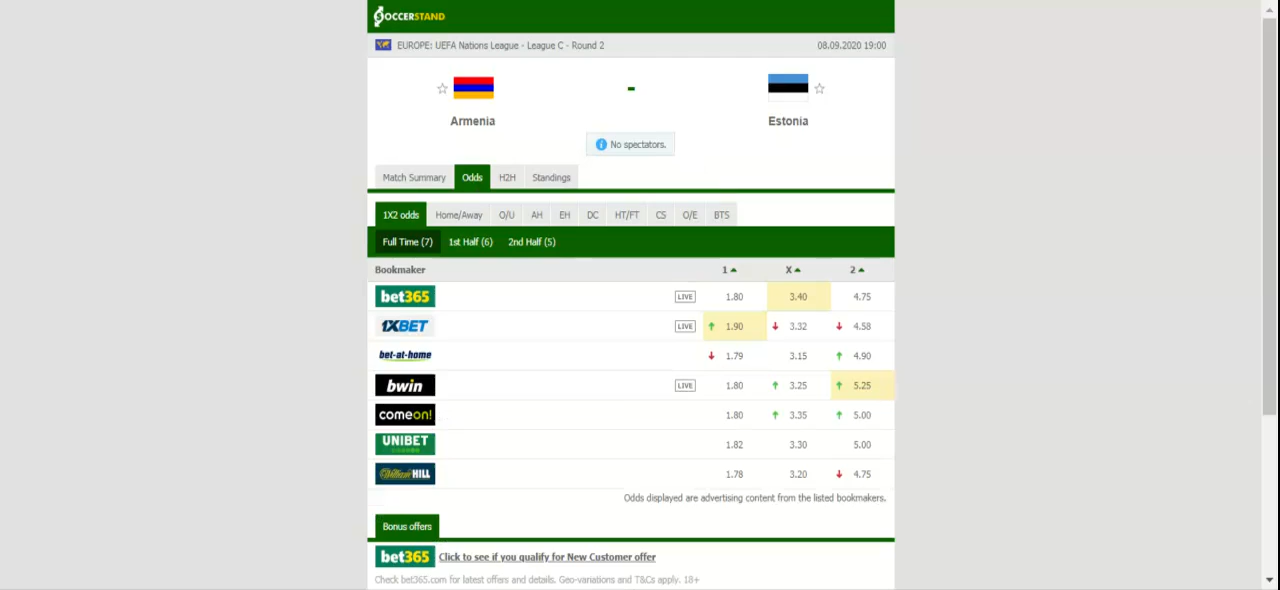 SOCCERSTAND
EUROPE: UEFA Nations League - League C - Round 2 08.09.2020 19:00
-
Armenia Estonia
No spectators.
Match Summary Odds H2H Standings
1X2 odds Home/Away O/U AH EH DC HT/FT CS O/E BTS
Full Time (7) 1st Half (6) 2nd Half (5)
Bookmaker 1 X 2
bet365 LIVE 1.80 3.40 4.75
1XBET LIVE 1.90 3.32 4.58
bet-at-home 1.79 3.15 4.90
bwin LIVE 1.80 3.25 5.25
comeon! 1.80 3.35 5.00
UNIBET 1.82 3.30 5.00
William HILL 1.78 3.20 4.75
Odds displayed are advertising content from the listed bookmakers.
Bonus offers
bet365 Click to see if you qualify for New Customer offer
Check bet365.com for latest offers and details. Geo-variations and T&Cs apply. 18+